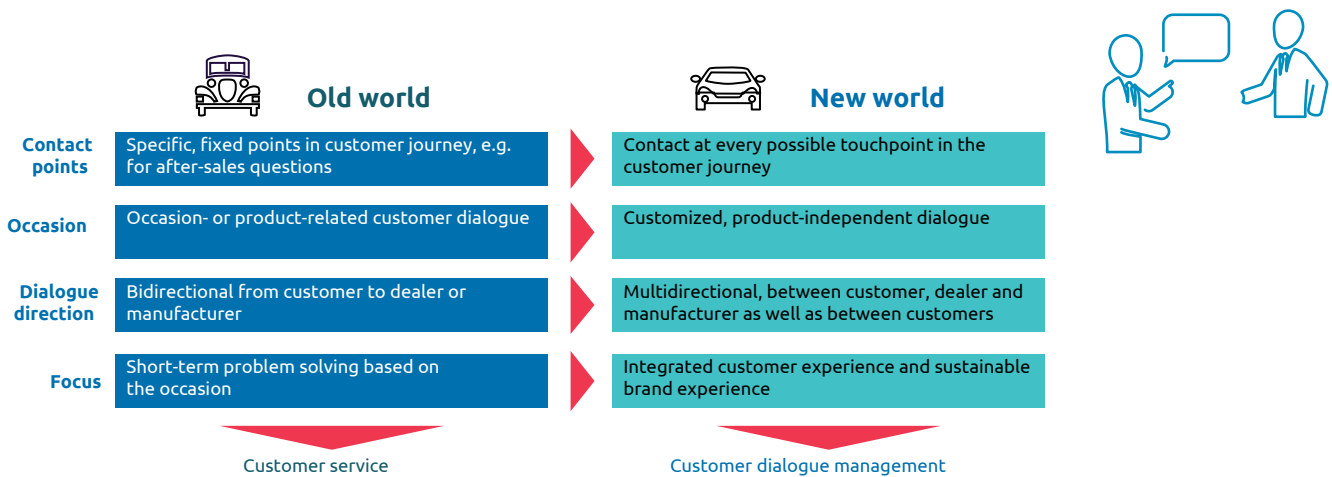 Old world
New world
Contact
points
Specific, fixed points in customer journey, e.g.
for after-sales questions
Contact at every possible touchpoint in the
customer journey
Occasion
Occasion- or product-related customer dialogue
Customized, product-independent dialogue
Dialogue
direction
Bidirectional from customer to dealer or
manufacturer
Multidirectional, between customer, dealer and
manufacturer as well as between customers
Focus
Short-term problem solving based on
the occasion
Integrated customer experience and sustainable
brand experience
Customer service
Customer dialogue management